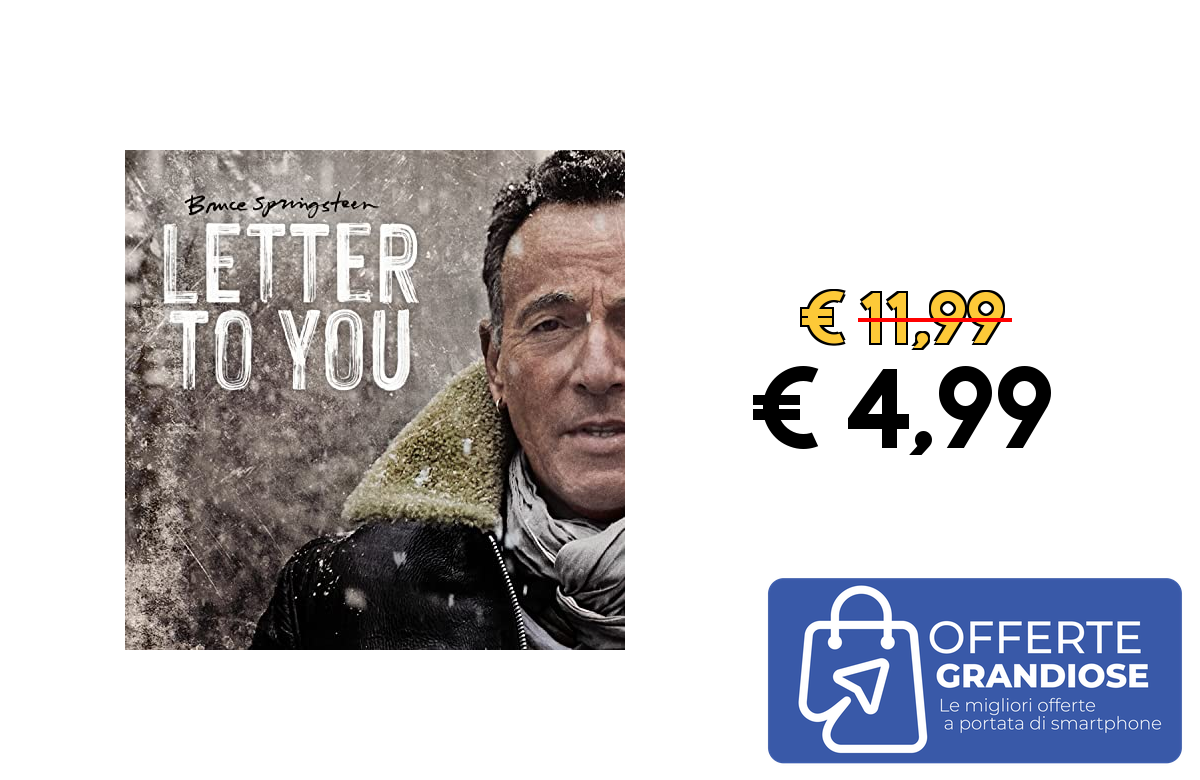 Bruce Springsteen
LETTER
TO YOU
€ 11,99
€ 4,99
OFFERTE
GRANDIOSE
Le migliori offerte
a portata di smartphone